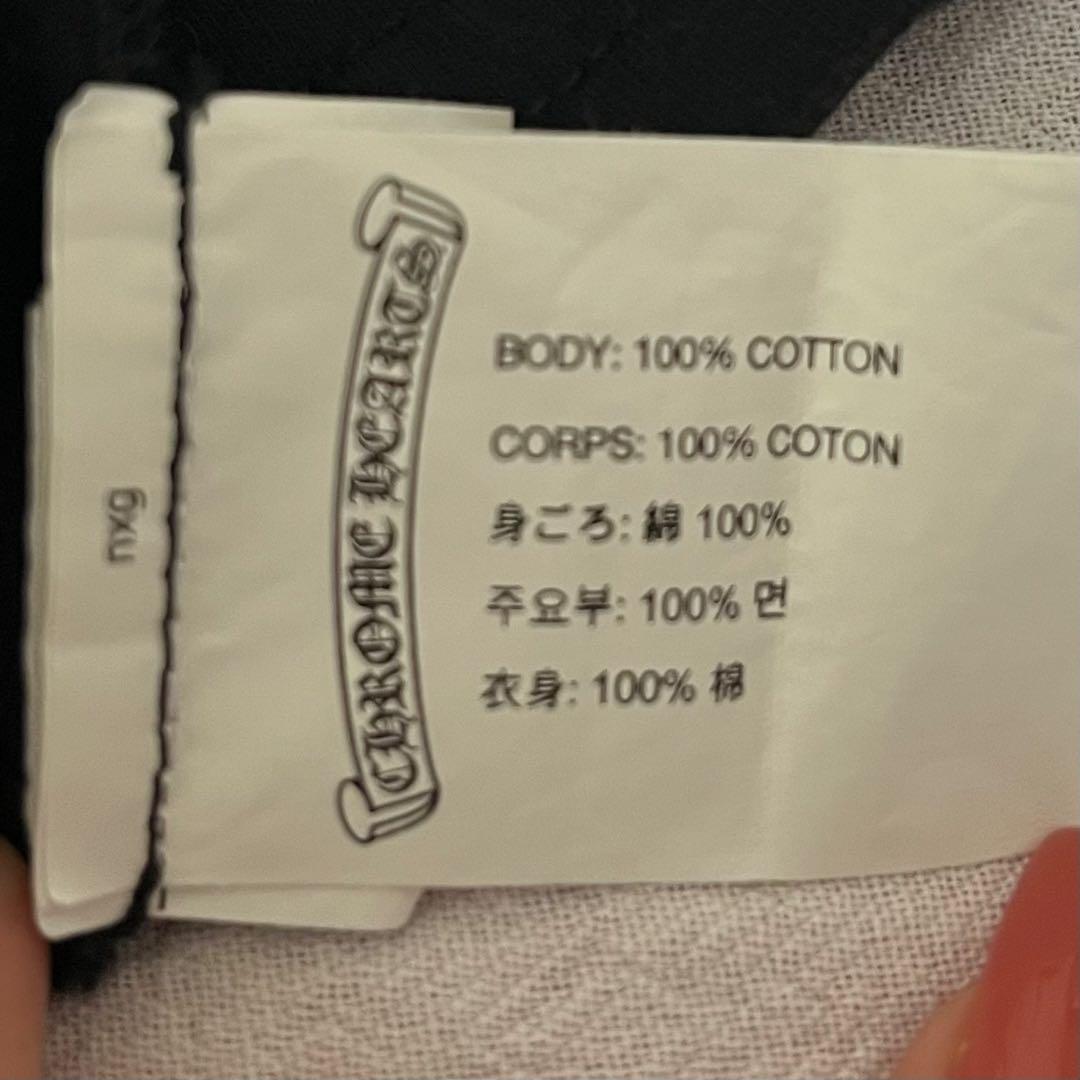 CHROME HEARTS
BODY: 100% COTTON
CORPS: 100% COTON
身ごろ: 綿 100%
주요부: 100% 면
衣身: 100% 棉
nxg